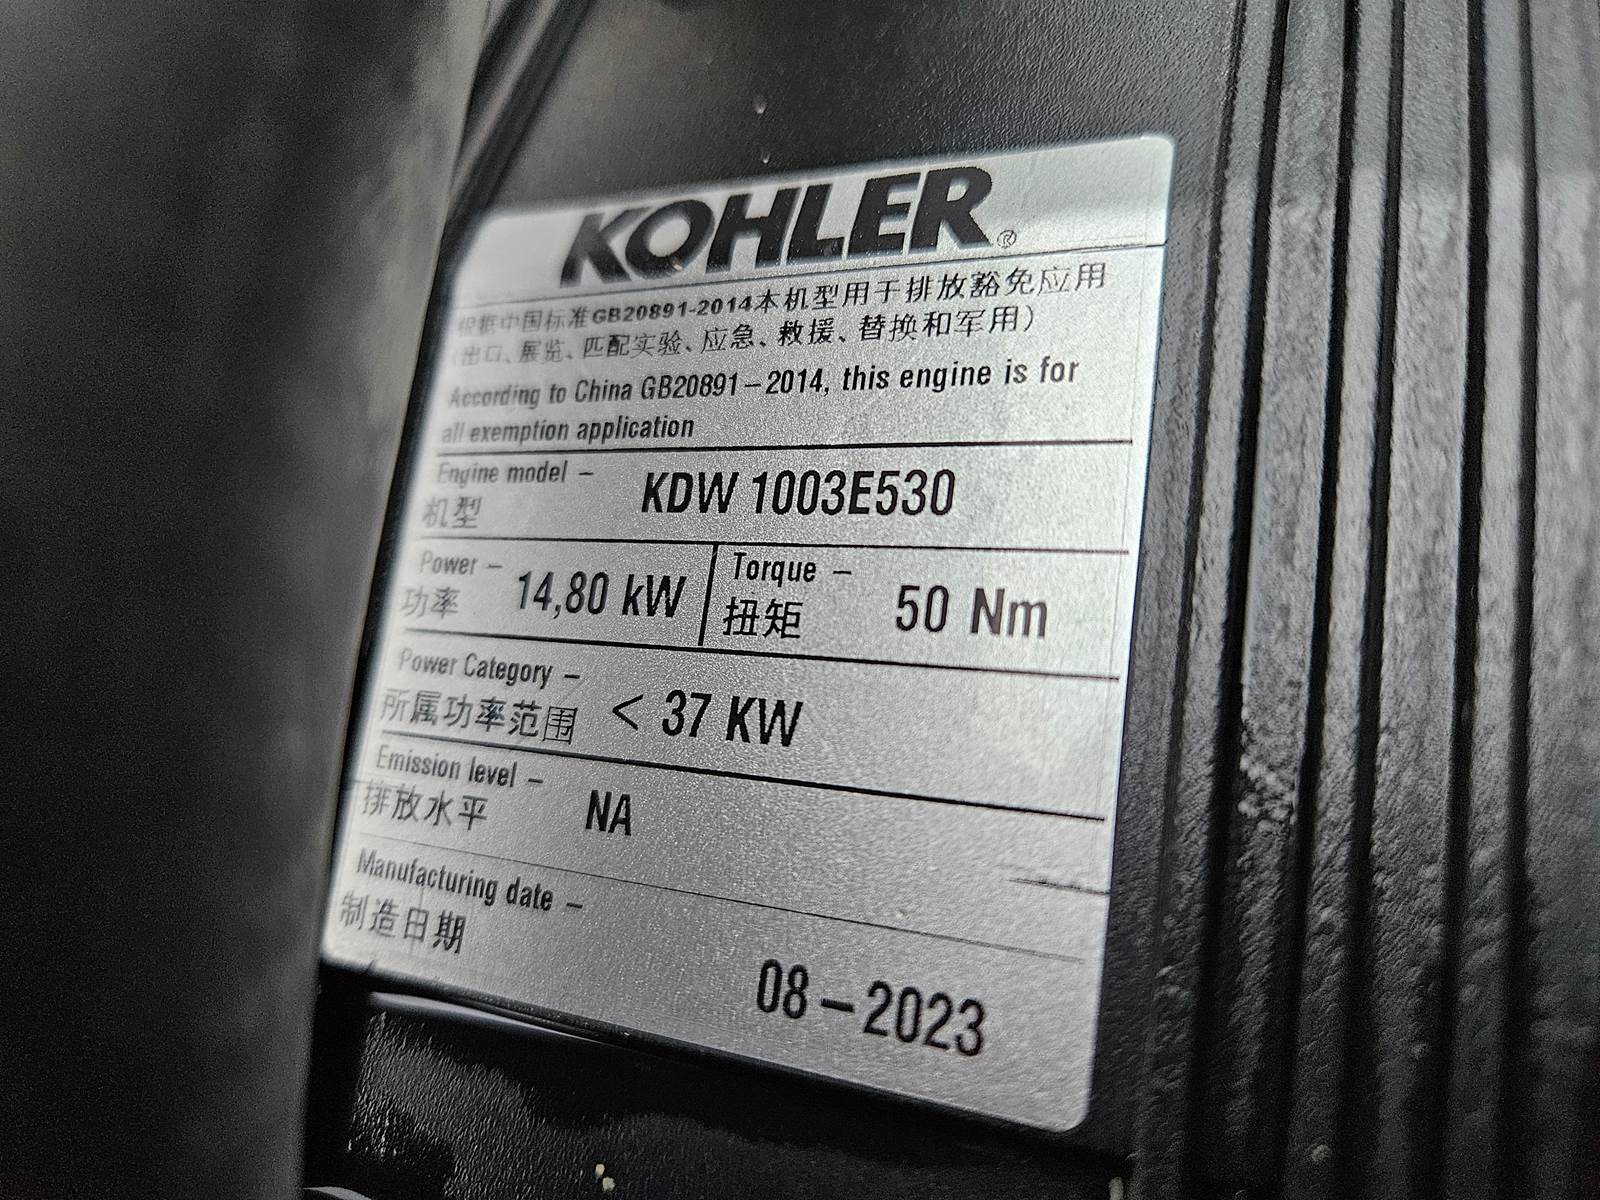 KOHLER®
根据中国标准GB20891-2014本机型用于排放豁免应用
(出口、展览、匹配实验、应急、救援、替换和军用)
According to China GB20891-2014, this engine is for
all exemption application
Engine model - KDW 1003E530
机型
Power - 14,80 kW Torque - 50 Nm
功率 扭矩
Power Category - < 37 KW
所属功率范围
Emission level - NA
排放水平
Manufacturing date -
制造日期
08-2023